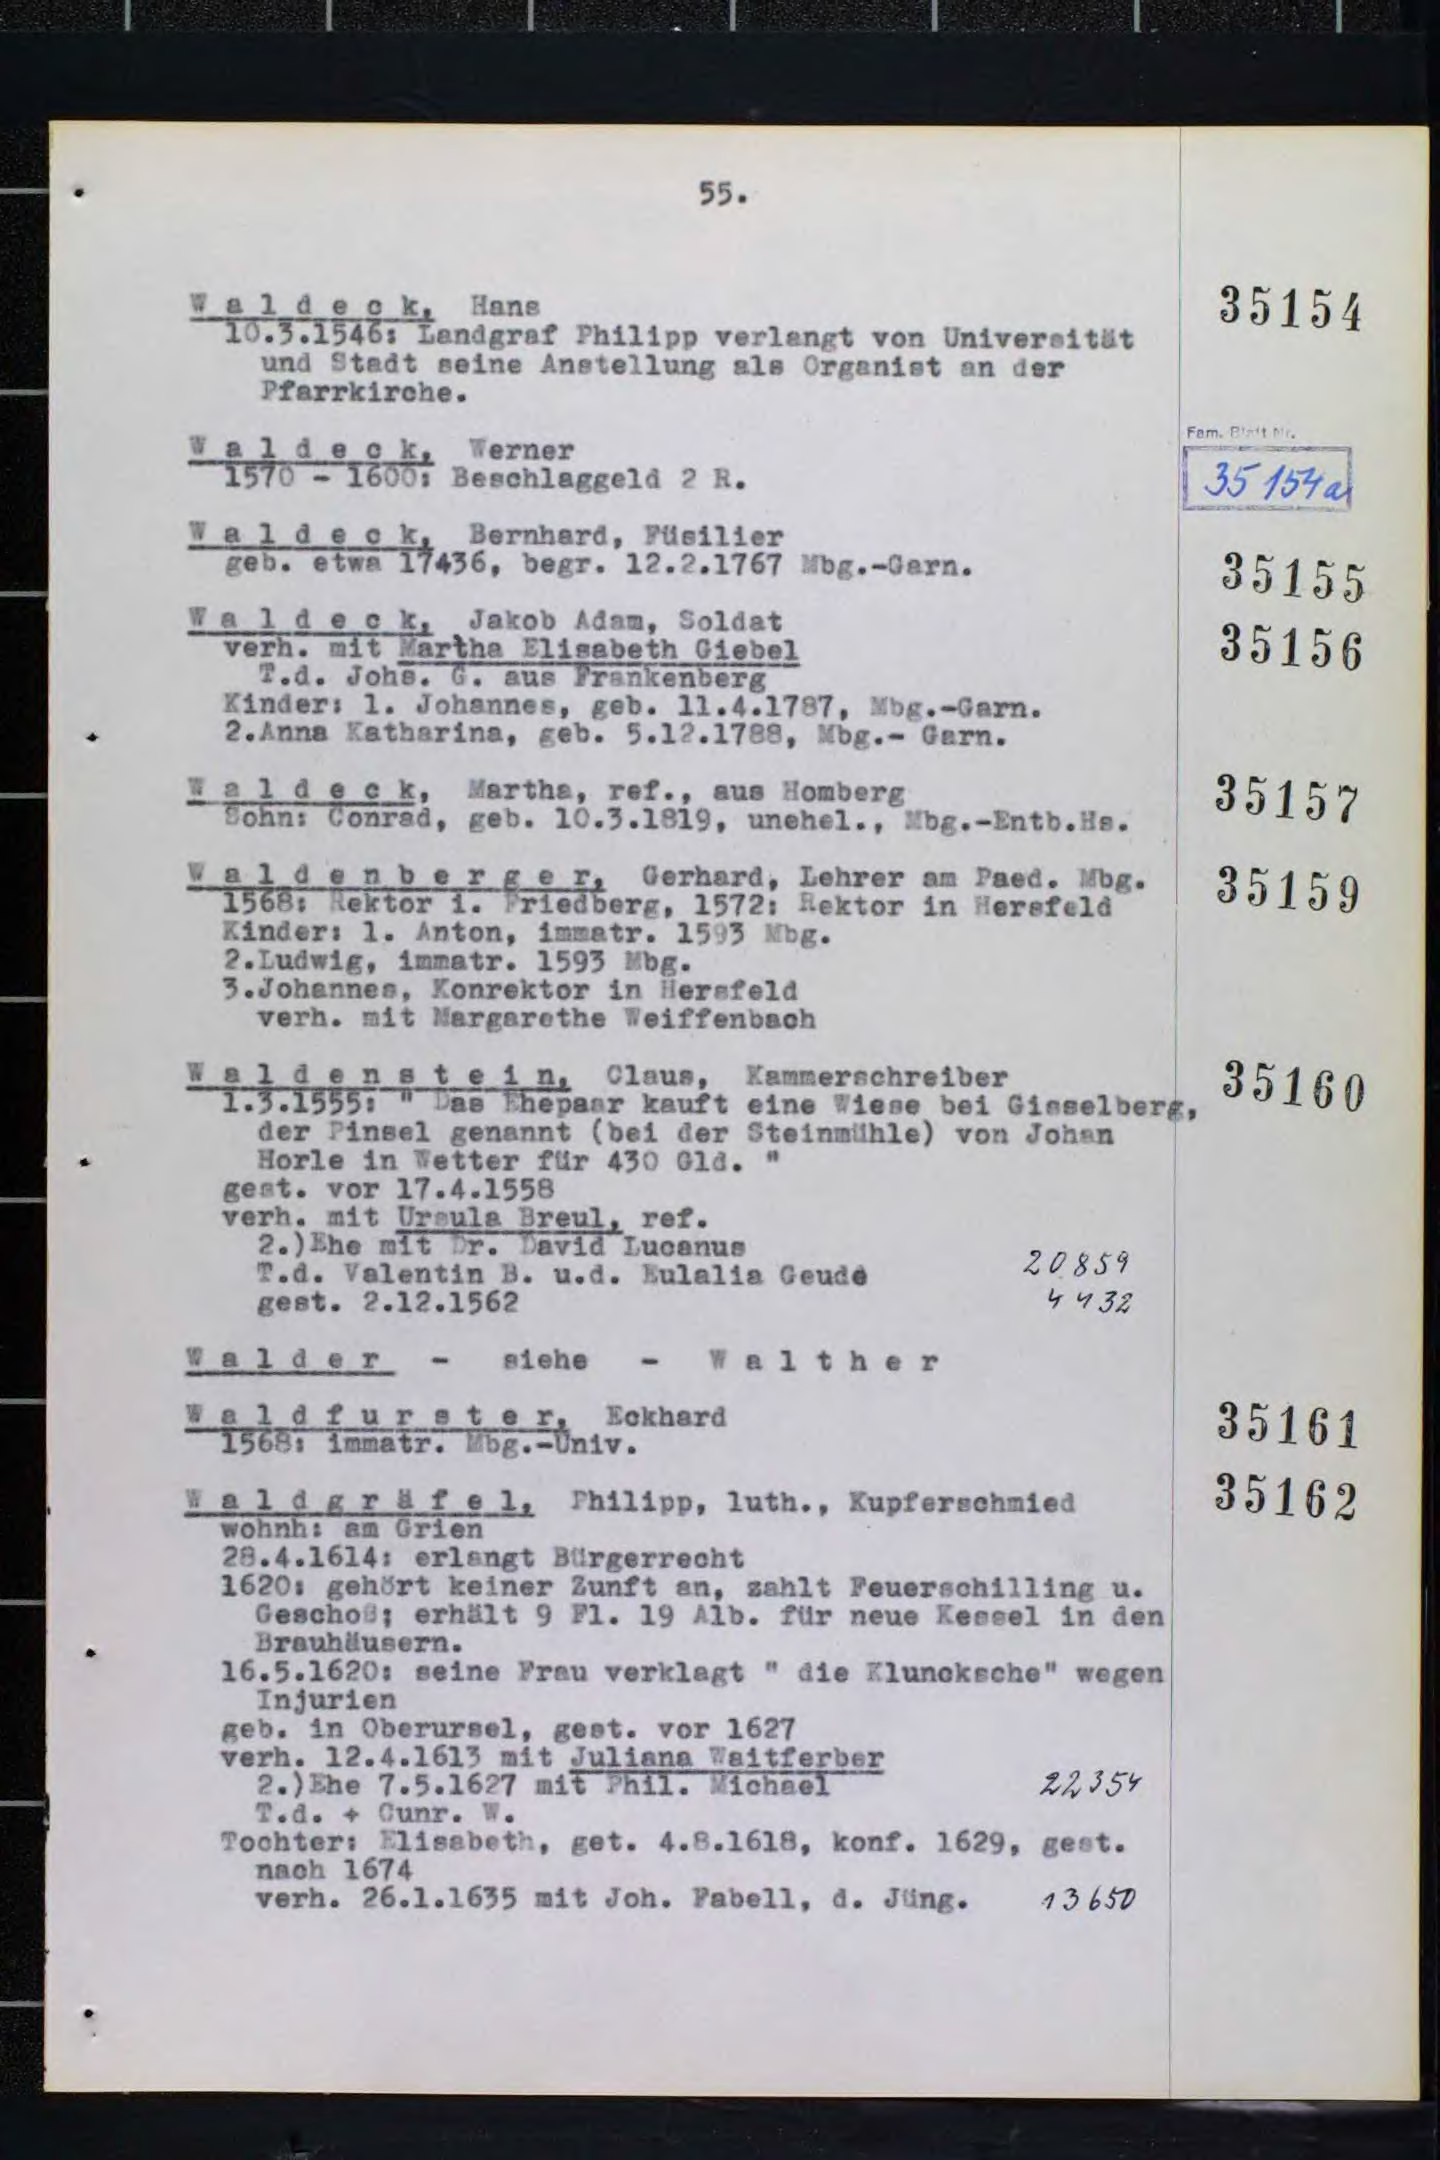 55.
W a l d e c k, Hans 35154
10.3.1546: Landgraf Philipp verlangt von Universität
und Stadt seine Anstellung als Organist an der
Pfarrkirche.
Fam. Blatt Nr.
W a l d e c k, Werner 35 154a
1570 - 1600: Beschlaggeld 2 R.
W a l d e c k, Bernhard, Füsilier
geb. etwa 17436, begr. 12.2.1767 Mbg.-Garn. 35155
W a l d e c k, Jakob Adam, Soldat 35156
verh. mit Martha Elisabeth Giebel
T.d. Johs. G. aus Frankenberg
Kinder: 1. Johannes, geb. 11.4.1787, Mbg.-Garn.
2.Anna Katharina, geb. 5.12.1788, Mbg.- Garn.
W a l d e c k, Martha, ref., aus Homberg 35157
Sohn: Conrad, geb. 10.3.1819, unehel., Mbg.-Entb.Hs.
W a l d e n b e r g e r, Gerhard, Lehrer am Paed. Mbg. 35159
1568: Rektor i. Friedberg, 1572: Rektor in Hersfeld
Kinder: 1. Anton, immatr. 1593 Mbg.
2.Ludwig, immatr. 1593 Mbg.
3.Johannes, Konrektor in Hersfeld
verh. mit Margarethe Weiffenbach
W a l d e n s t e i n, Claus, Kammerschreiber 35160
1.3.1555: " Das Ehepaar kauft eine Wiese bei Gisselberg,
der Pinsel genannt (bei der Steinmühle) von Johan
Horle in Wetter für 430 Gld. "
gest. vor 17.4.1558
verh. mit Ursula Breul, ref.
2.)Ehe mit Dr. David Lucanus 20859
T.d. Valentin B. u.d. Eulalia Geude
gest. 2.12.1562 4432
W a l d e r - siehe - W a l t h e r
W a l d f u r s t e r, Eckhard 35161
1568: immatr. Mbg.-Univ.
W a l d g r ä f e l, Philipp, luth., Kupferschmied 35162
wohnh: am Grien
28.4.1614: erlangt Bürgerrecht
1620: gehört keiner Zunft an, zahlt Feuerschilling u.
Geschoß; erhält 9 Fl. 19 Alb. für neue Kessel in den
Brauhäusern.
16.5.1620: seine Frau verklagt " die Kluncksche" wegen
Injurien
geb. in Oberursel, gest. vor 1627
verh. 12.4.1613 mit Juliana Waitferber
2.)Ehe 7.5.1627 mit Phil. Michael 22354
T.d. + Cunr. W.
Tochter: Elisabeth, get. 4.8.1618, konf. 1629, gest.
nach 1674
verh. 26.1.1635 mit Joh. Fabell, d. Jüng. 13650